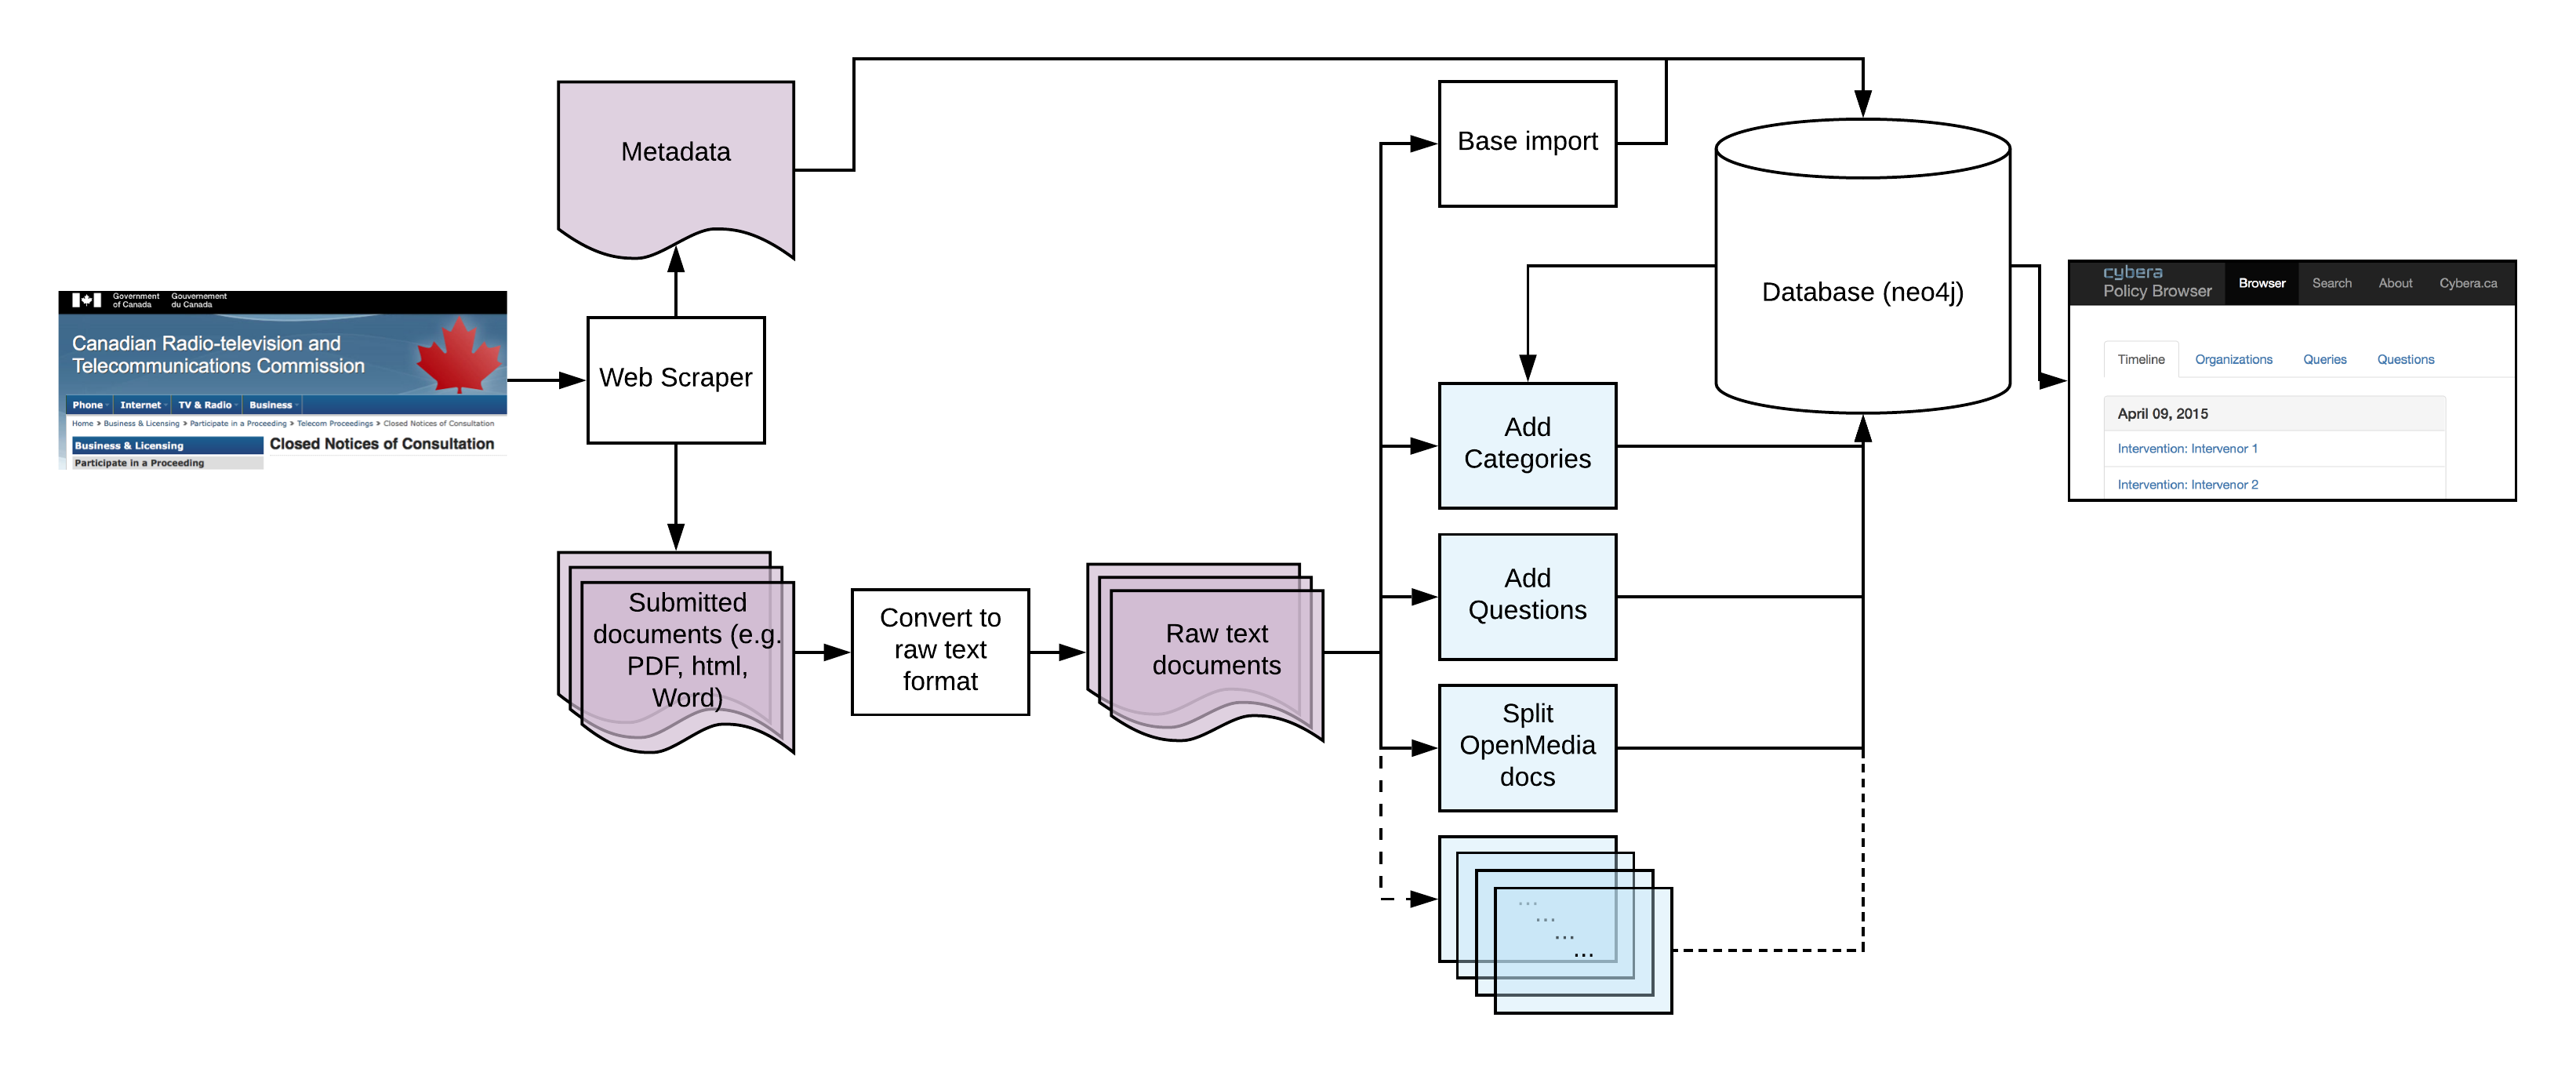 Government
of Canada
Gouvernement
du Canada
Canadian Radio-television and
Telecommunications Commission
Phone
Internet
TV & Radio
Business
Home > Business & Licensing > Participate in a Proceeding > Telecom Proceedings > Closed Notices of Consultation
Business & Licensing
Closed Notices of Consultation
Participate in a Proceeding
Web Scraper
Metadata
Submitted
documents (e.g.
PDF, html,
Word)
Convert to
raw text
format
Raw text
documents
Base import
Add
Categories
Add
Questions
Split
OpenMedia
docs
...
...
...
...
Database (neo4j)
cybera
Policy Browser
Browser
Search
About
Cybera.ca
Timeline
Organizations
Queries
Questions
April 09, 2015
Intervention: Intervenor 1
Intervention: Intervenor 2